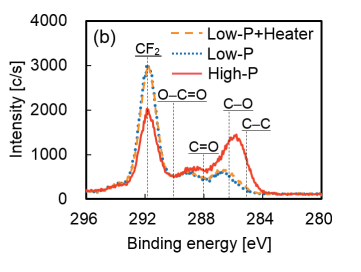 (b)
Low-P+Heater
Low-P
High-P
CF₂
O–C=O
C–O
C=O
C–C
Intensity [c/s]
4000
3000
2000
1000
0
296 292 288 284 280
Binding energy [eV]